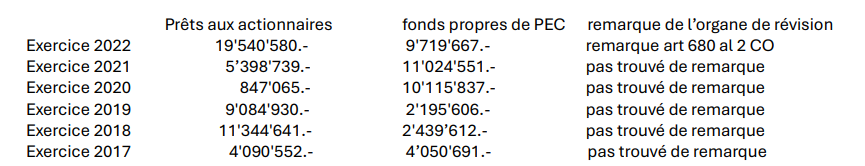 Prêts aux actionnaires fonds propres de PEC remarque de l’organe de révision
Exercice 2022 19'540'580.- 9'719'667.- remarque art 680 al 2 CO
Exercice 2021 5’398'739.- 11'024'551.- pas trouvé de remarque
Exercice 2020 847'065.- 10'115'837.- pas trouvé de remarque
Exercice 2019 9'084'930.- 2'195'606.- pas trouvé de remarque
Exercice 2018 11'344'641.- 2'439’612.- pas trouvé de remarque
Exercice 2017 4'090'552.- 4’050'691.- pas trouvé de remarque